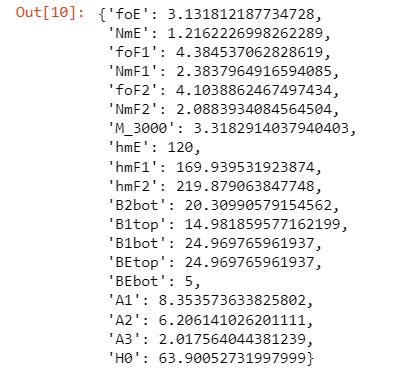 Out[10]: {'foE': 3.131812187734728,
'NmE': 1.2162226998262289,
'foF1': 4.384537062828619,
'NmF1': 2.3837964916594085,
'foF2': 4.1038862467497434,
'NmF2': 2.0883934084564504,
'M_3000': 3.3182914037940403,
'hmE': 120,
'hmF1': 169.939531923874,
'hmF2': 219.879063847748,
'B2bot': 20.30990579154562,
'B1top': 14.981859577162199,
'B1bot': 24.969765961937,
'BEtop': 24.969765961937,
'BEbot': 5,
'A1': 8.353573633825802,
'A2': 6.206141026201111,
'A3': 2.017564044381239,
'H0': 63.90052731997999}